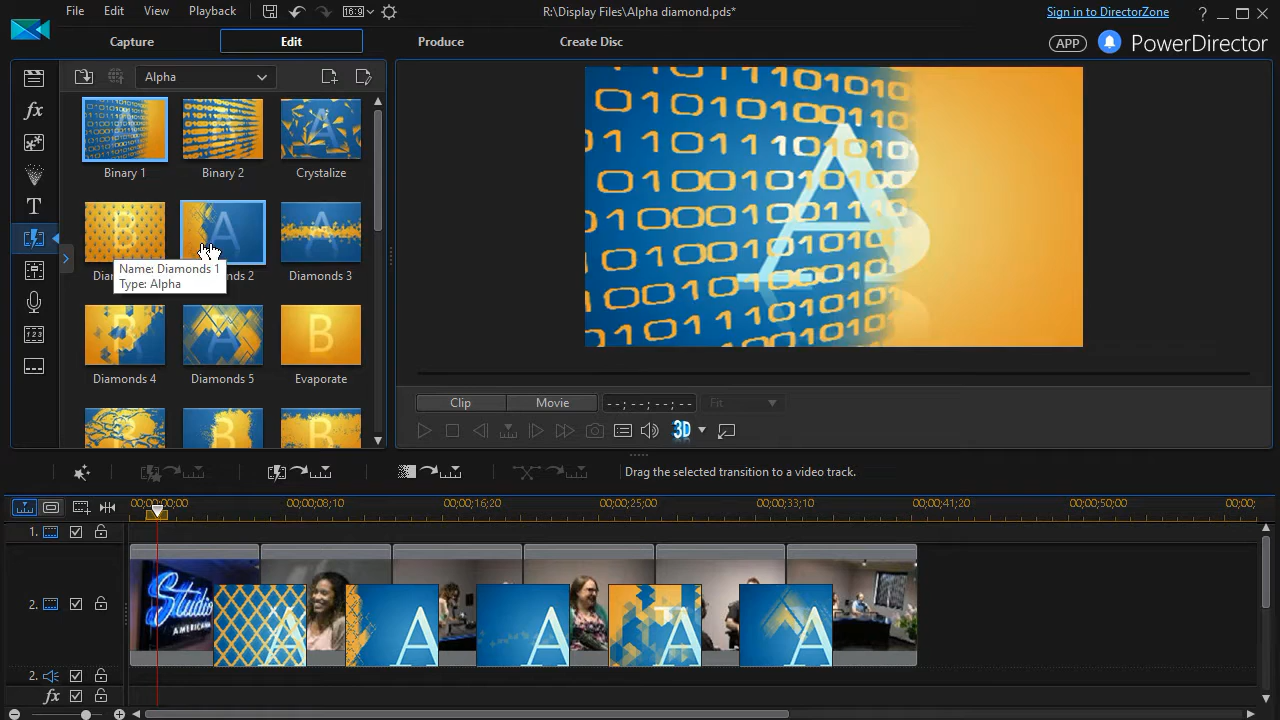 File Edit View Playback 16:9 R:\Display Files\Alpha diamond.pds* Sign in to DirectorZone ?
Capture Edit Produce Create Disc APP PowerDirector
Alpha
Binary 1 Binary 2 Crystalize
fx
T
B A A
Dia 2 Diamonds 3
Name: Diamonds 1
Type: Alpha
B A B
Diamonds 4 Diamonds 5 Evaporate
B B B
A
Clip Movie --;--;--;-- Fit
3D
Drag the selected transition to a video track.
00;00;00;00 00;00;08;10 00;00;16;20 00;00;25;00 00;00;33;10 00;00;41;20 00;00;50;00 00;00;
1.
2.
Studio
AMERICA
A A A A A
2.
fx